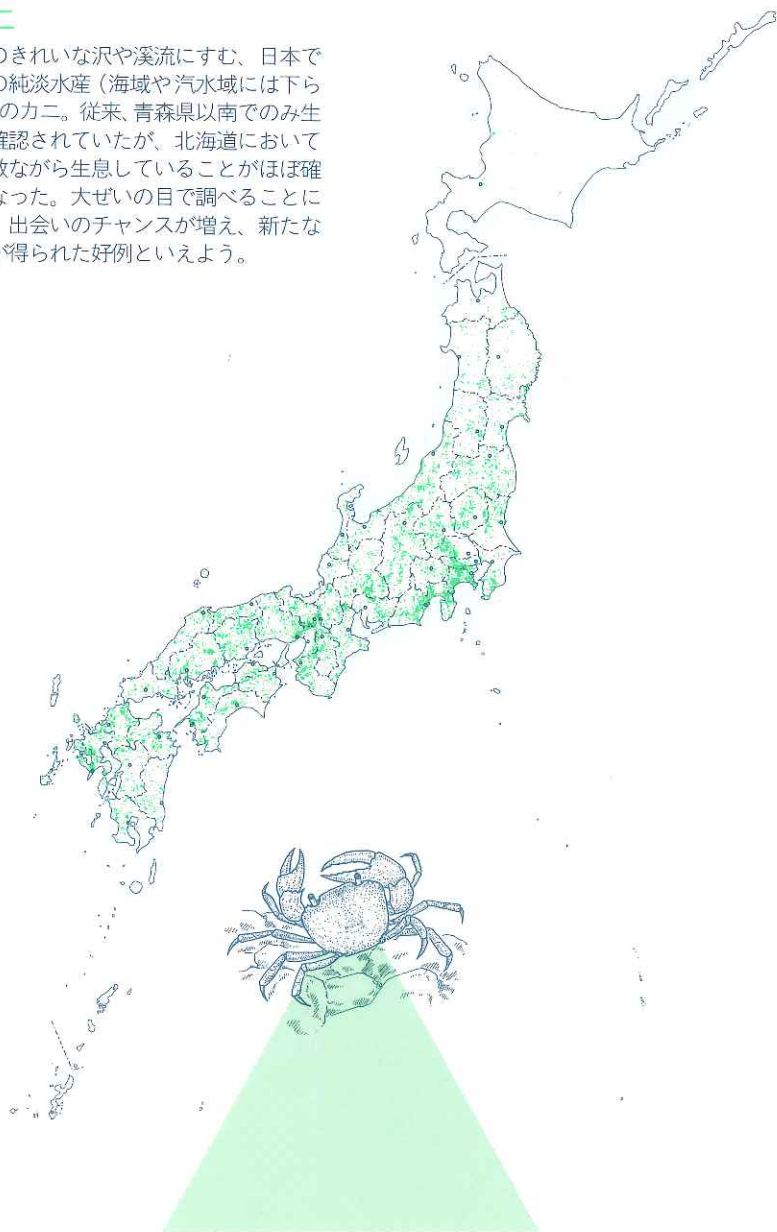 ニ
のきれいな沢や溪流にすむ、日本で
の純淡水産（海域や汽水域には下ら
のカニ。従来、青森県以南でのみ生
確認されていたが、北海道において
数ながら生息していることがほぼ確
なった。大ぜいの目で調べることに
、出会いのチャンスが増え、新たな
が得られた好例といえよう。